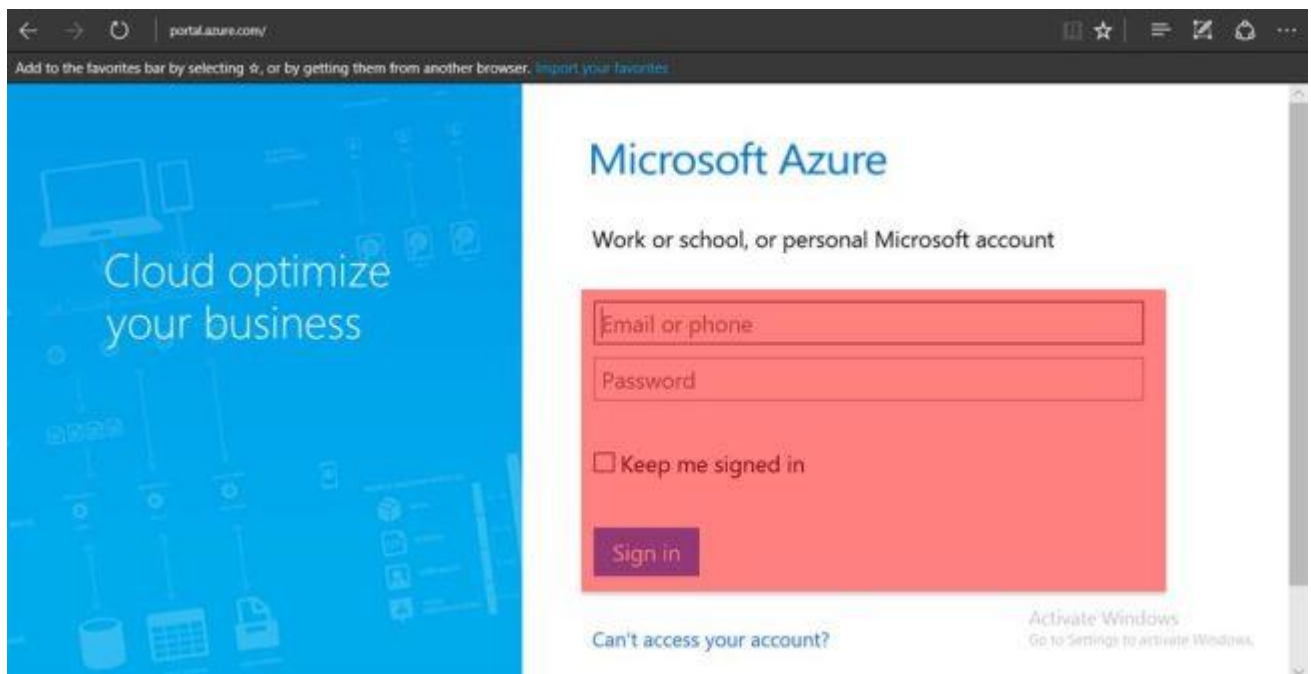 portal.azure.com/
Add to the favorites bar by selecting ☆, or by getting them from another browser. Import your favorites
Microsoft Azure
Work or school, or personal Microsoft account
Cloud optimize
your business
Email or phone
Password
Keep me signed in
Sign in
Can't access your account?
Activate Windows
Go to Settings to activate Windows.